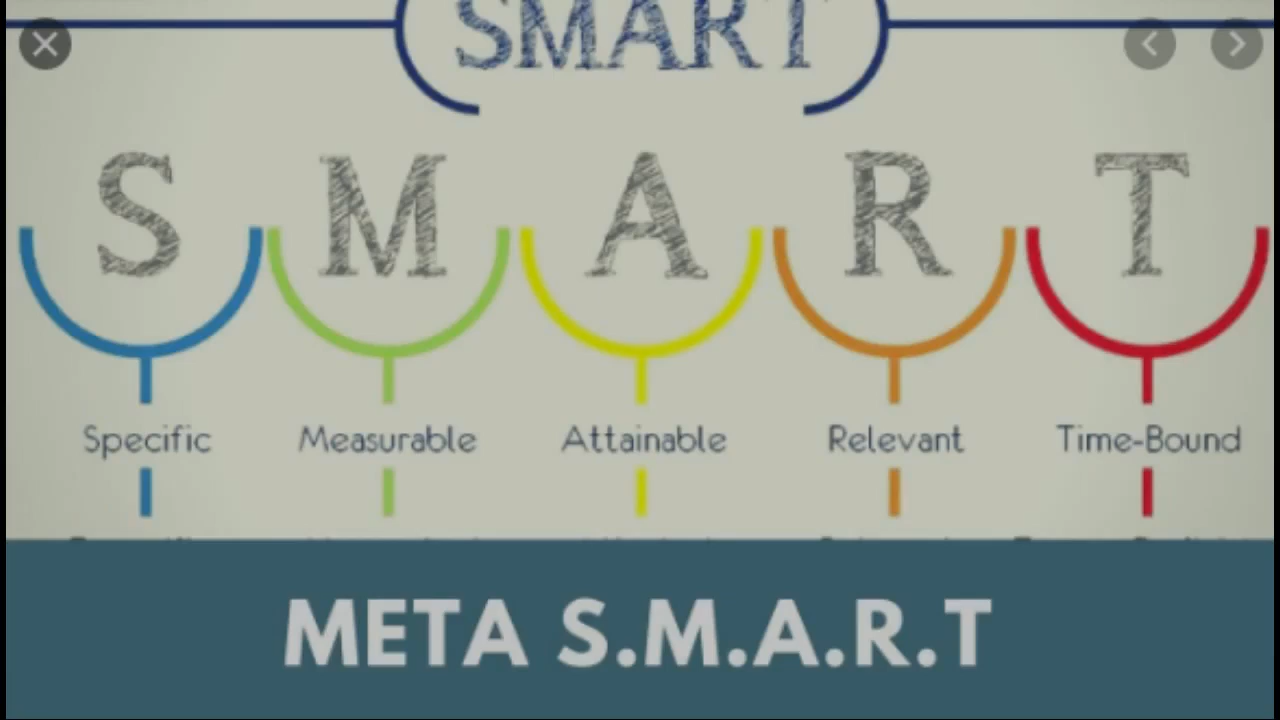 SMART
S M A R T
Specific Measurable Attainable Relevant Time-Bound
META S.M.A.R.T